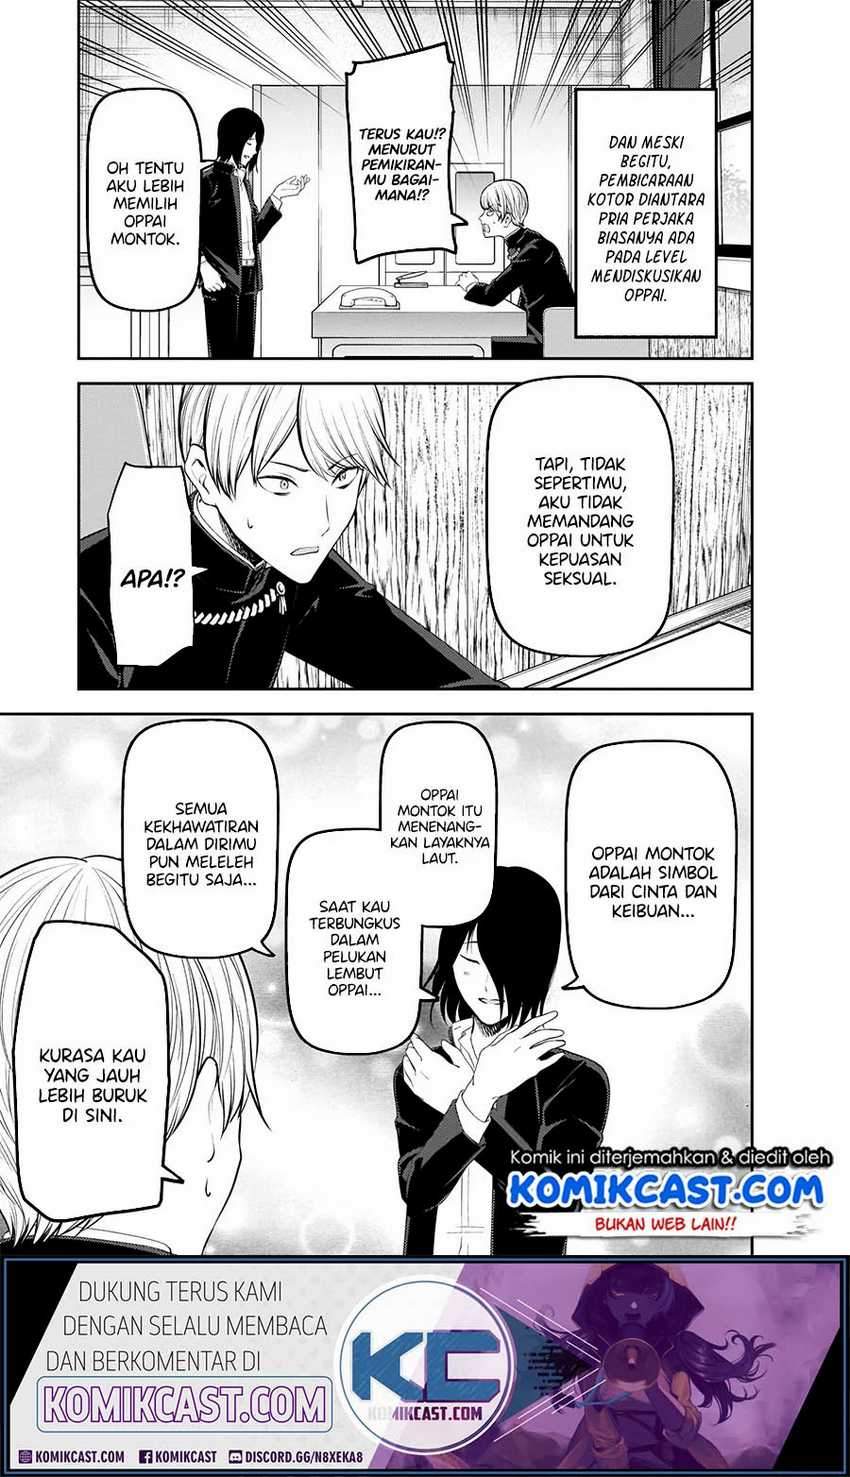 DAN MESKI
BEGITU,
PEMBICARAAN
KOTOR DIANTARA
PRIA PERJAKA
BIASANYA ADA
PADA LEVEL
MENDISKUSIKAN
OPPAI.
TERUS KAU!?
MENURUT
PEMIKIRAN-
MU BAGAI-
MANA!?
OH TENTU
AKU LEBIH
MEMILIH
OPPAI
MONTOK.
TAPI, TIDAK
SEPERTIMU,
AKU TIDAK
MEMANDANG
OPPAI UNTUK
KEPUASAN
SEKSUAL.
APA!?
OPPAI MONTOK
ADALAH SIMBOL
DARI CINTA DAN
KEIBUAN...
OPPAI
MONTOK ITU
MENENANG-
KAN LAYAKNYA
LAUT.
SAAT KAU
TERBUNGKUS
DALAM
PELUKAN
LEMBUT
OPPAI...
SEMUA
KEKHAWATIRAN
DALAM DIRIMU
PUN MELELEH
BEGITU SAJA...
KURASA KAU
YANG JAUH
LEBIH BURUK
DI SINI.
Komik ini diterjemahkan & diedit oleh
KOMIKCAST.COM
BUKAN WEB LAIN!!
DUKUNG TERUS KAMI
DENGAN SELALU MEMBACA
DAN BERKOMENTAR DI
KOMIKCAST.COM
KC
KOMIKCAST.COM
KOMIKCAST.COM KOMIKCAST DISCORD.GG/N8XEKA8